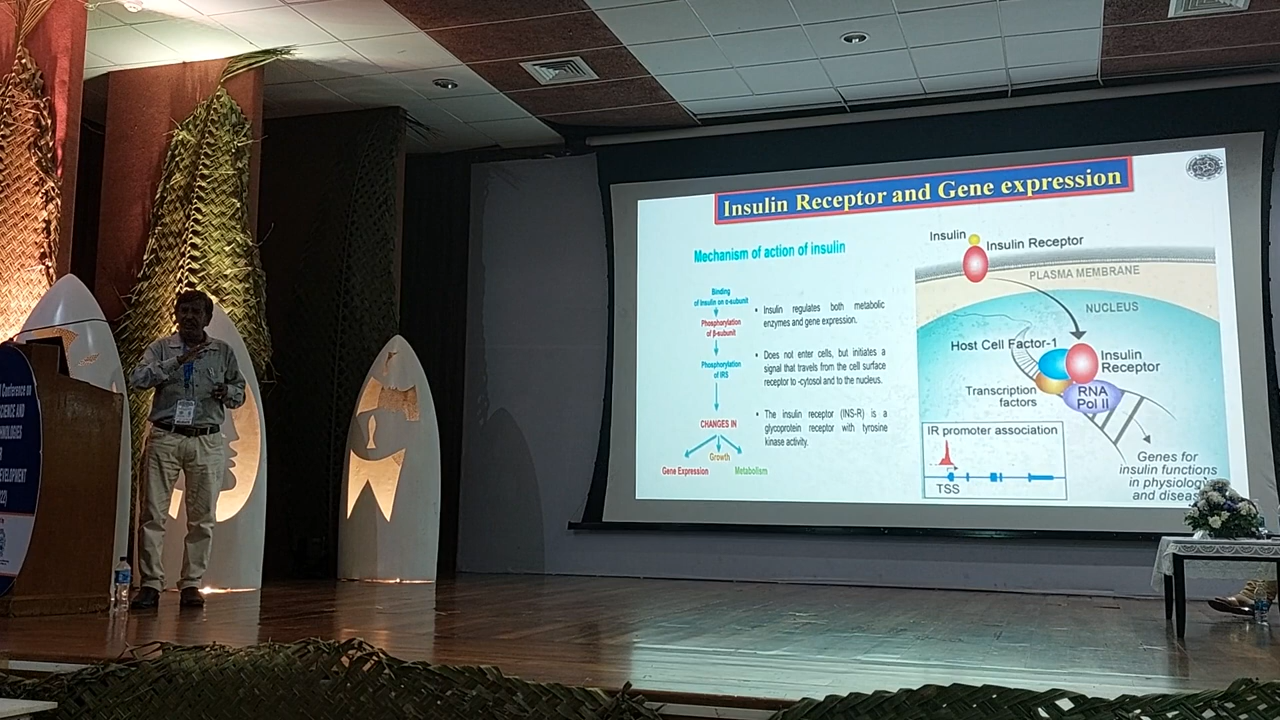 Insulin Receptor and Gene expression
Mechanism of action of insulin
Binding
of Insulin on α-subunit
Phosphorylation
of β-subunit
Phosphorylation
of IRS
CHANGES IN
Growth
Gene Expression
Metabolism
• Insulin regulates both metabolic
enzymes and gene expression.
• Does not enter cells, but initiates a
signal that travels from the cell surface
receptor to -cytosol and to the nucleus.
• The insulin receptor (INS-R) is a
glycoprotein receptor with tyrosine
kinase activity.
Insulin
Insulin Receptor
PLASMA MEMBRANE
NUCLEUS
Host Cell Factor-1
Insulin
Receptor
Transcription
factors
RNA
Pol II
IR promoter association
TSS
Genes for
insulin functions
in physiology
and disease
Conference on
SCIENCE AND